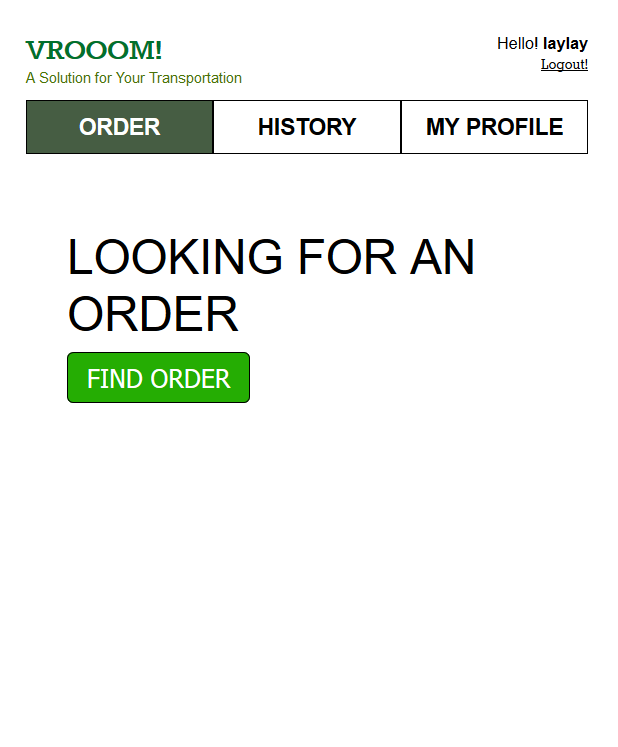 VROOOM!
A Solution for Your Transportation
Hello! laylay
Logout!
ORDER
HISTORY
MY PROFILE
LOOKING FOR AN
ORDER
FIND ORDER